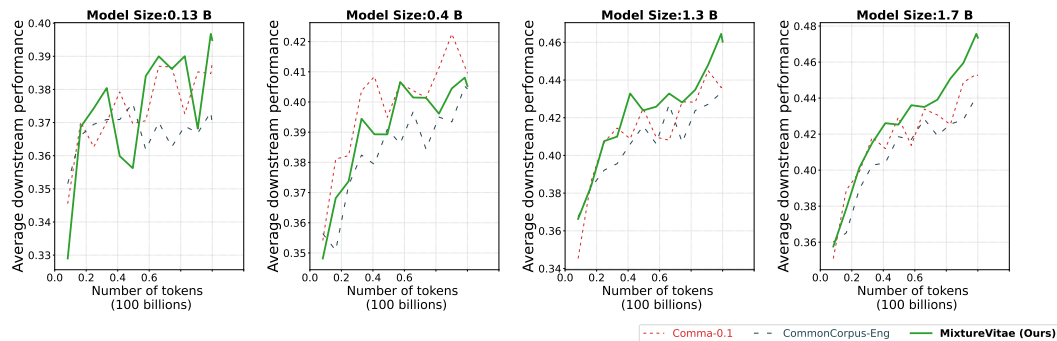 Model Size:0.13 B
Average downstream performance
0.40
0.39
0.38
0.37
0.36
0.35
0.34
0.33
0.0 0.2 0.4 0.6
Number of tokens
(100 billions)
Model Size:0.4 B
Average downstream performance
0.42
0.41
0.40
0.39
0.38
0.37
0.36
0.35
0.0 0.2 0.4 0.6
Number of tokens
(100 billions)
Model Size:1.3 B
Average downstream performance
0.46
0.44
0.42
0.40
0.38
0.36
0.34
0.0 0.2 0.4 0.6
Number of tokens
(100 billions)
Model Size:1.7 B
Average downstream performance
0.48
0.46
0.44
0.42
0.40
0.38
0.36
0.0 0.2 0.4 0.6
Number of tokens
(100 billions)
Comma-0.1 CommonCorpus-Eng MixtureVitae (Ours)